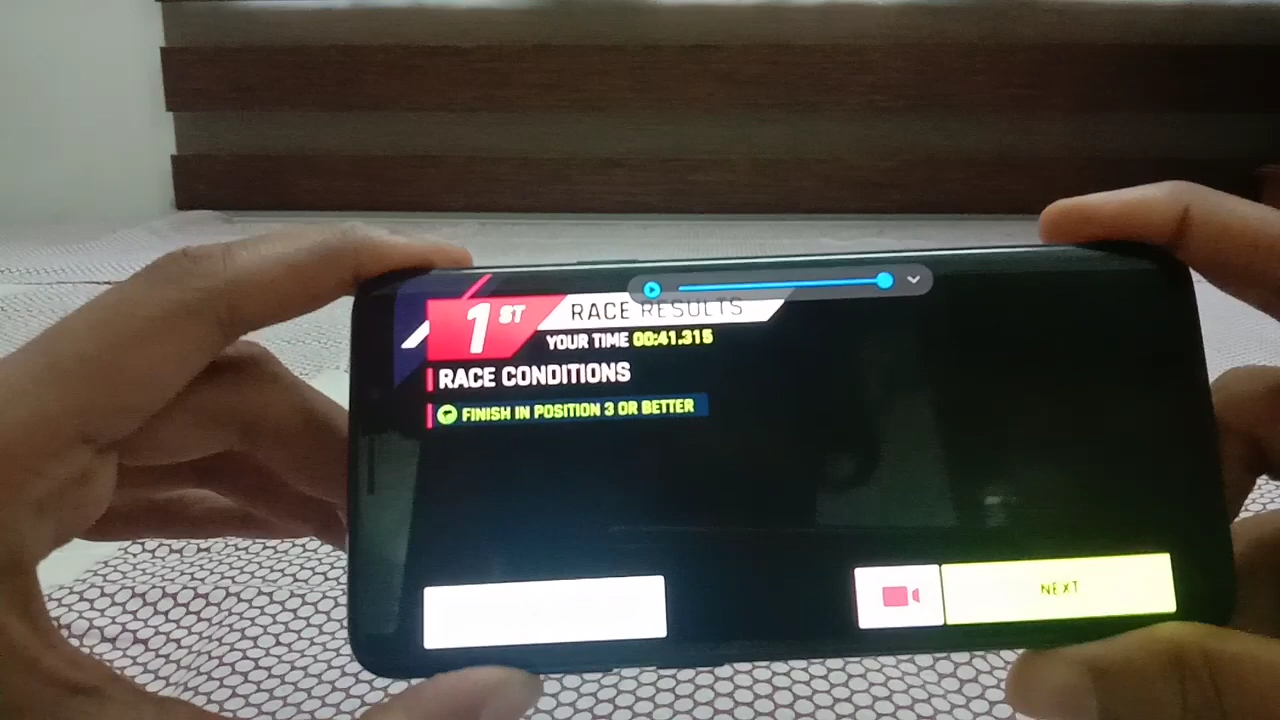 1ST RACE RESULTS
YOUR TIME 00:41.315
RACE CONDITIONS
FINISH IN POSITION 3 OR BETTER
NEXT